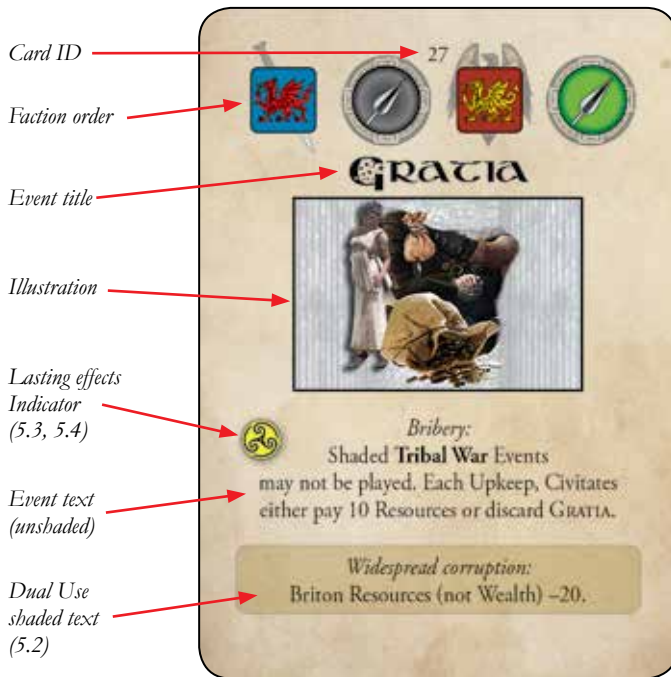 Card ID
27
Faction order
Event title
Gratia
Illustration
Lasting effects
Indicator
(5.3, 5.4)
Bribery:
Shaded Tribal War Events
may not be played. Each Upkeep, Civitates
either pay 10 Resources or discard GRATIA.
Event text
(unshaded)
Widespread corruption:
Briton Resources (not Wealth) –20.
Dual Use
shaded text
(5.2)